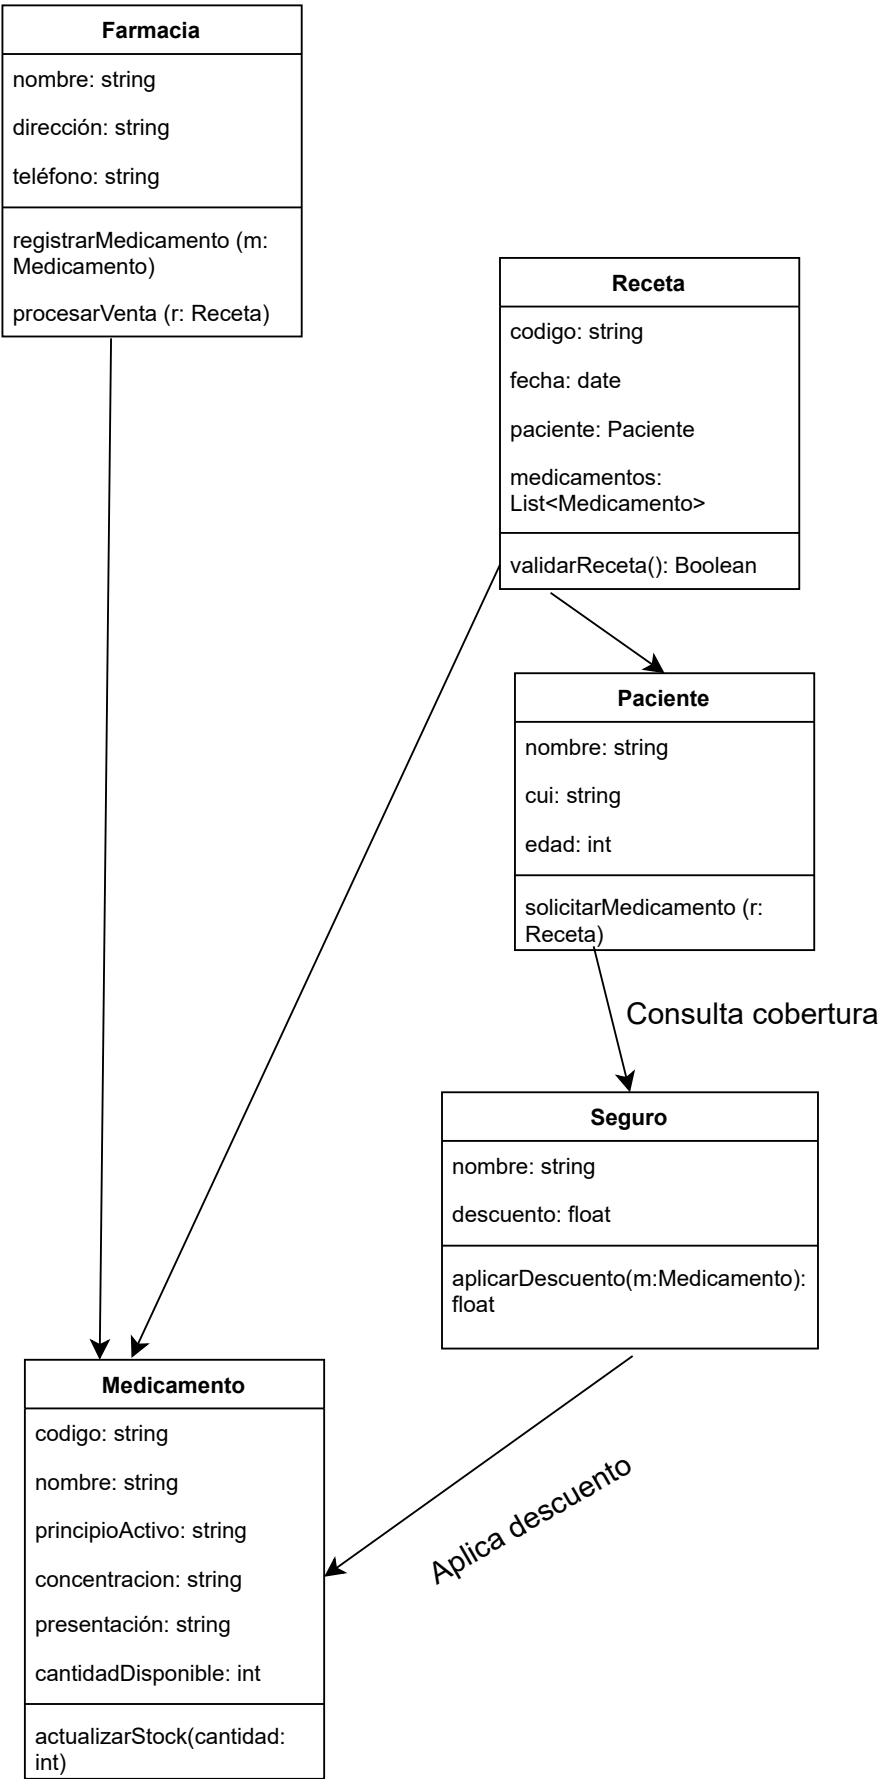 Farmacia
nombre: string
dirección: string
teléfono: string
registrarMedicamento (m:
Medicamento)
procesarVenta (r: Receta)
Receta
codigo: string
fecha: date
paciente: Paciente
medicamentos:
List<Medicamento>
validarReceta(): Boolean
Paciente
nombre: string
cui: string
edad: int
solicitarMedicamento (r:
Receta)
Consulta cobertura
Seguro
nombre: string
descuento: float
aplicarDescuento(m:Medicamento):
float
Aplica descuento
Medicamento
codigo: string
nombre: string
principioActivo: string
concentracion: string
presentación: string
cantidadDisponible: int
actualizarStock(cantidad:
int)